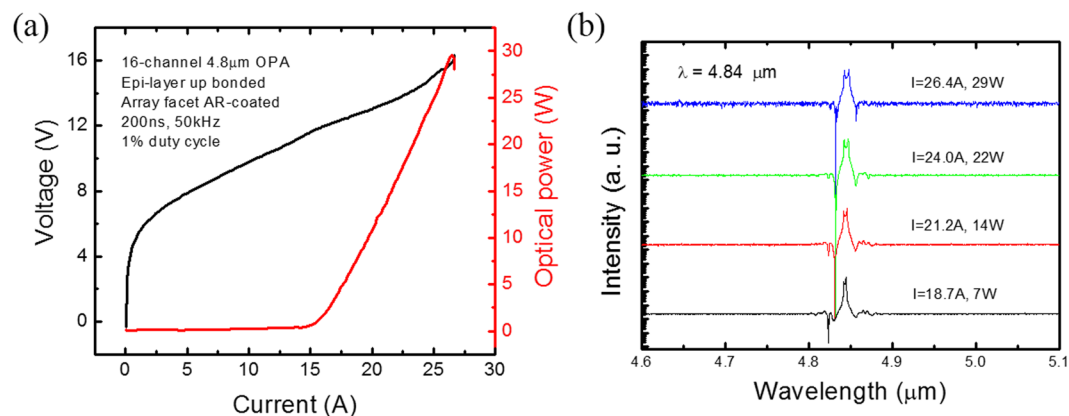 (a)
16-channel 4.8μm OPA
Epi-layer up bonded
Array facet AR-coated
200ns, 50kHz
1% duty cycle
Voltage (V)
16
12
8
4
0
0 5 10 15 20 25 30
Current (A)
30
25
20
15
10
5
0
Optical power (W)
(b)
λ = 4.84 μm
I=26.4A, 29W
I=24.0A, 22W
I=21.2A, 14W
I=18.7A, 7W
Intensity (a. u.)
4.6 4.7 4.8 4.9 5.0 5.1
Wavelength (μm)